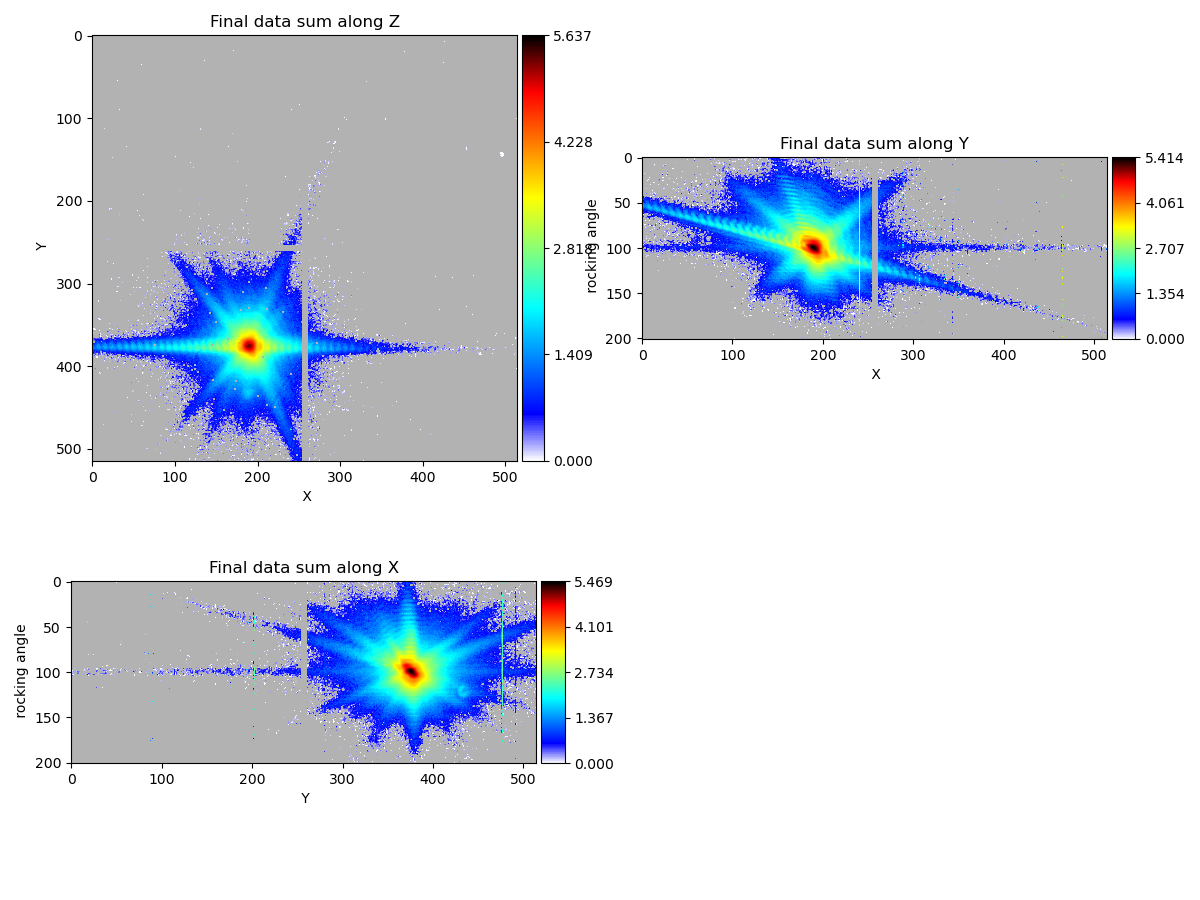 Final data sum along Z
0
100
200
300
400
500
Y
0 100 200 300 400 500
X
5.637
4.228
2.818
1.409
0.000
Final data sum along Y
0
50
100
150
200
rocking angle
0 100 200 300 400 500
X
5.414
4.061
2.707
1.354
0.000
Final data sum along X
0
50
100
150
200
rocking angle
0 100 200 300 400 500
Y
5.469
4.101
2.734
1.367
0.000